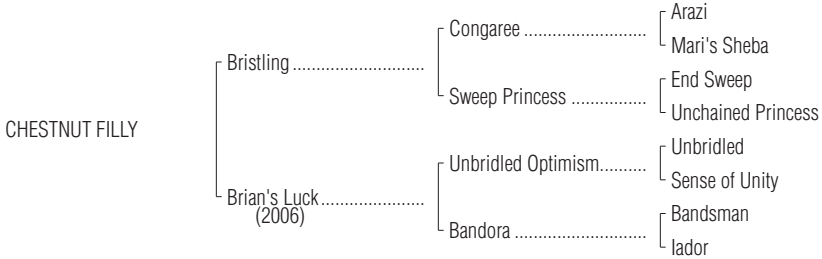 Arazi
Congaree ..........................
Mari's Sheba
Bristling ............................
End Sweep
Sweep Princess ................
Unchained Princess
CHESTNUT FILLY
Unbridled
Unbridled Optimism..........
Sense of Unity
Brian's Luck......................
(2006)
Bandsman
Bandora ............................
Iador